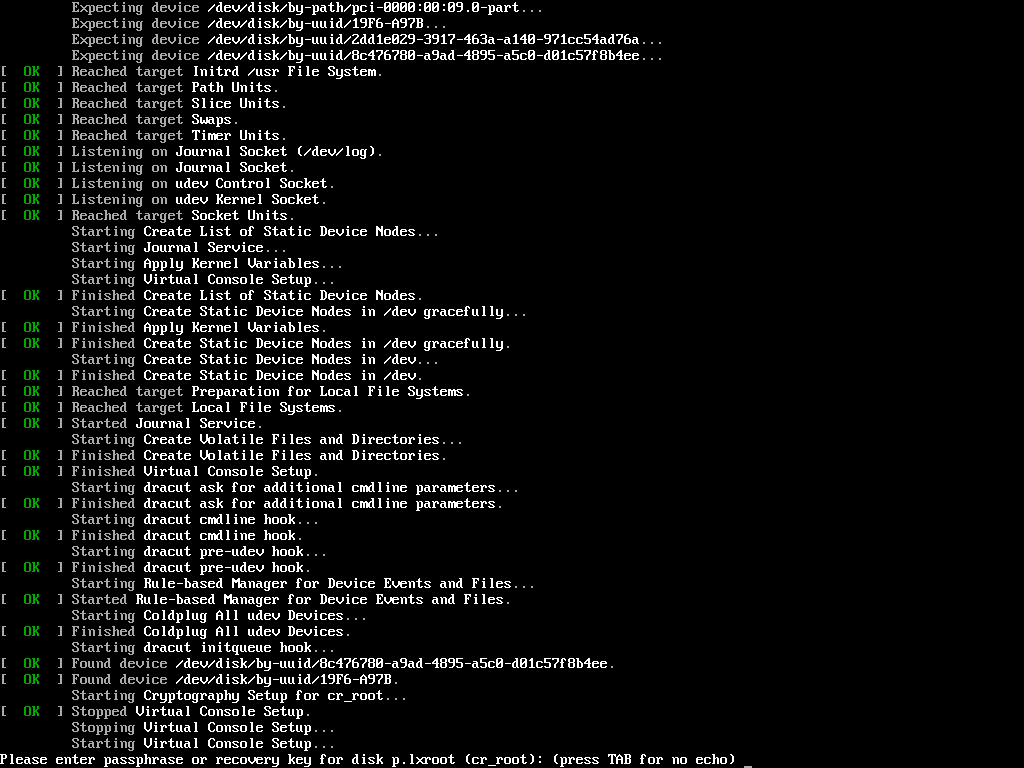 Expecting device /dev/disk/by-path/pci-0000:00:09.0-part...
Expecting device /dev/disk/by-uuid/19F6-A97B...
Expecting device /dev/disk/by-uuid/2dd1e029-3917-463a-a140-971cc54ad76a...
Expecting device /dev/disk/by-uuid/8c476780-a9ad-4895-a5c0-d01c57f8b4ee...
[  OK  ] Reached target Initrd /usr File System.
[  OK  ] Reached target Path Units.
[  OK  ] Reached target Slice Units.
[  OK  ] Reached target Swaps.
[  OK  ] Reached target Timer Units.
[  OK  ] Listening on Journal Socket (/dev/log).
[  OK  ] Listening on Journal Socket.
[  OK  ] Listening on udev Control Socket.
[  OK  ] Listening on udev Kernel Socket.
[  OK  ] Reached target Socket Units.
Starting Create List of Static Device Nodes...
Starting Journal Service...
Starting Apply Kernel Variables...
Starting Virtual Console Setup...
[  OK  ] Finished Create List of Static Device Nodes.
Starting Create Static Device Nodes in /dev gracefully...
[  OK  ] Finished Apply Kernel Variables.
[  OK  ] Finished Create Static Device Nodes in /dev gracefully.
Starting Create Static Device Nodes in /dev...
[  OK  ] Finished Create Static Device Nodes in /dev.
[  OK  ] Reached target Preparation for Local File Systems.
[  OK  ] Reached target Local File Systems.
[  OK  ] Started Journal Service.
Starting Create Volatile Files and Directories...
[  OK  ] Finished Create Volatile Files and Directories.
[  OK  ] Finished Virtual Console Setup.
Starting dracut ask for additional cmdline parameters...
[  OK  ] Finished dracut ask for additional cmdline parameters.
Starting dracut cmdline hook...
[  OK  ] Finished dracut cmdline hook.
Starting dracut pre-udev hook...
[  OK  ] Finished dracut pre-udev hook.
Starting Rule-based Manager for Device Events and Files...
[  OK  ] Started Rule-based Manager for Device Events and Files.
Starting Coldplug All udev Devices...
[  OK  ] Finished Coldplug All udev Devices.
Starting dracut initqueue hook...
[  OK  ] Found device /dev/disk/by-uuid/8c476780-a9ad-4895-a5c0-d01c57f8b4ee.
[  OK  ] Found device /dev/disk/by-uuid/19F6-A97B.
Starting Cryptography Setup for cr_root...
[  OK  ] Stopped Virtual Console Setup.
Stopping Virtual Console Setup...
Starting Virtual Console Setup...
Please enter passphrase or recovery key for disk p.lxroot (cr_root): (press TAB for no echo) _